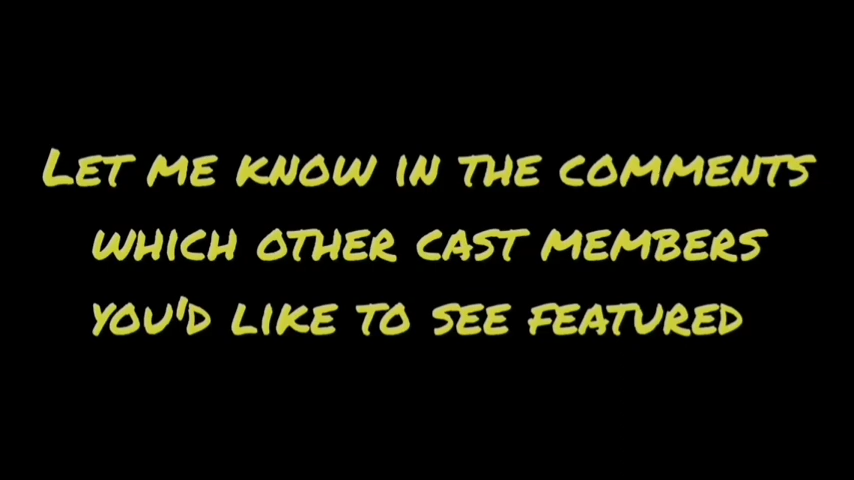 Let me know in the comments
which other cast members
you'd like to see featured